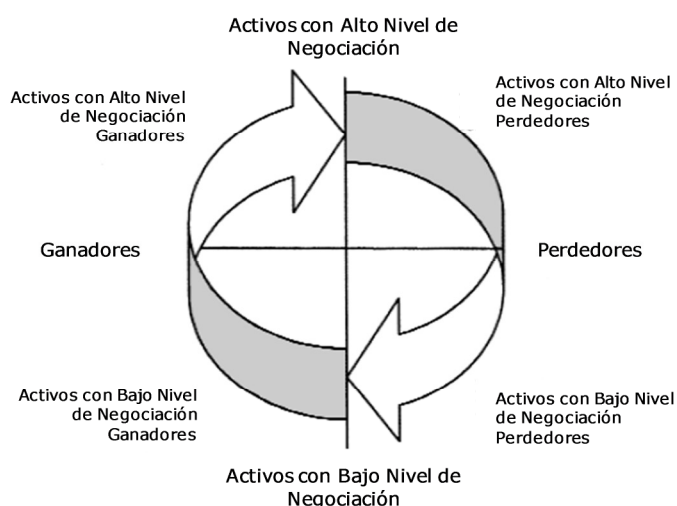 Activos con Alto Nivel de
Negociación
Activos con Alto Nivel
de Negociación
Ganadores
Activos con Alto Nivel
de Negociación
Perdedores
Ganadores
Perdedores
Activos con Bajo Nivel
de Negociación
Ganadores
Activos con Bajo Nivel
de Negociación
Perdedores
Activos con Bajo Nivel de
Negociación